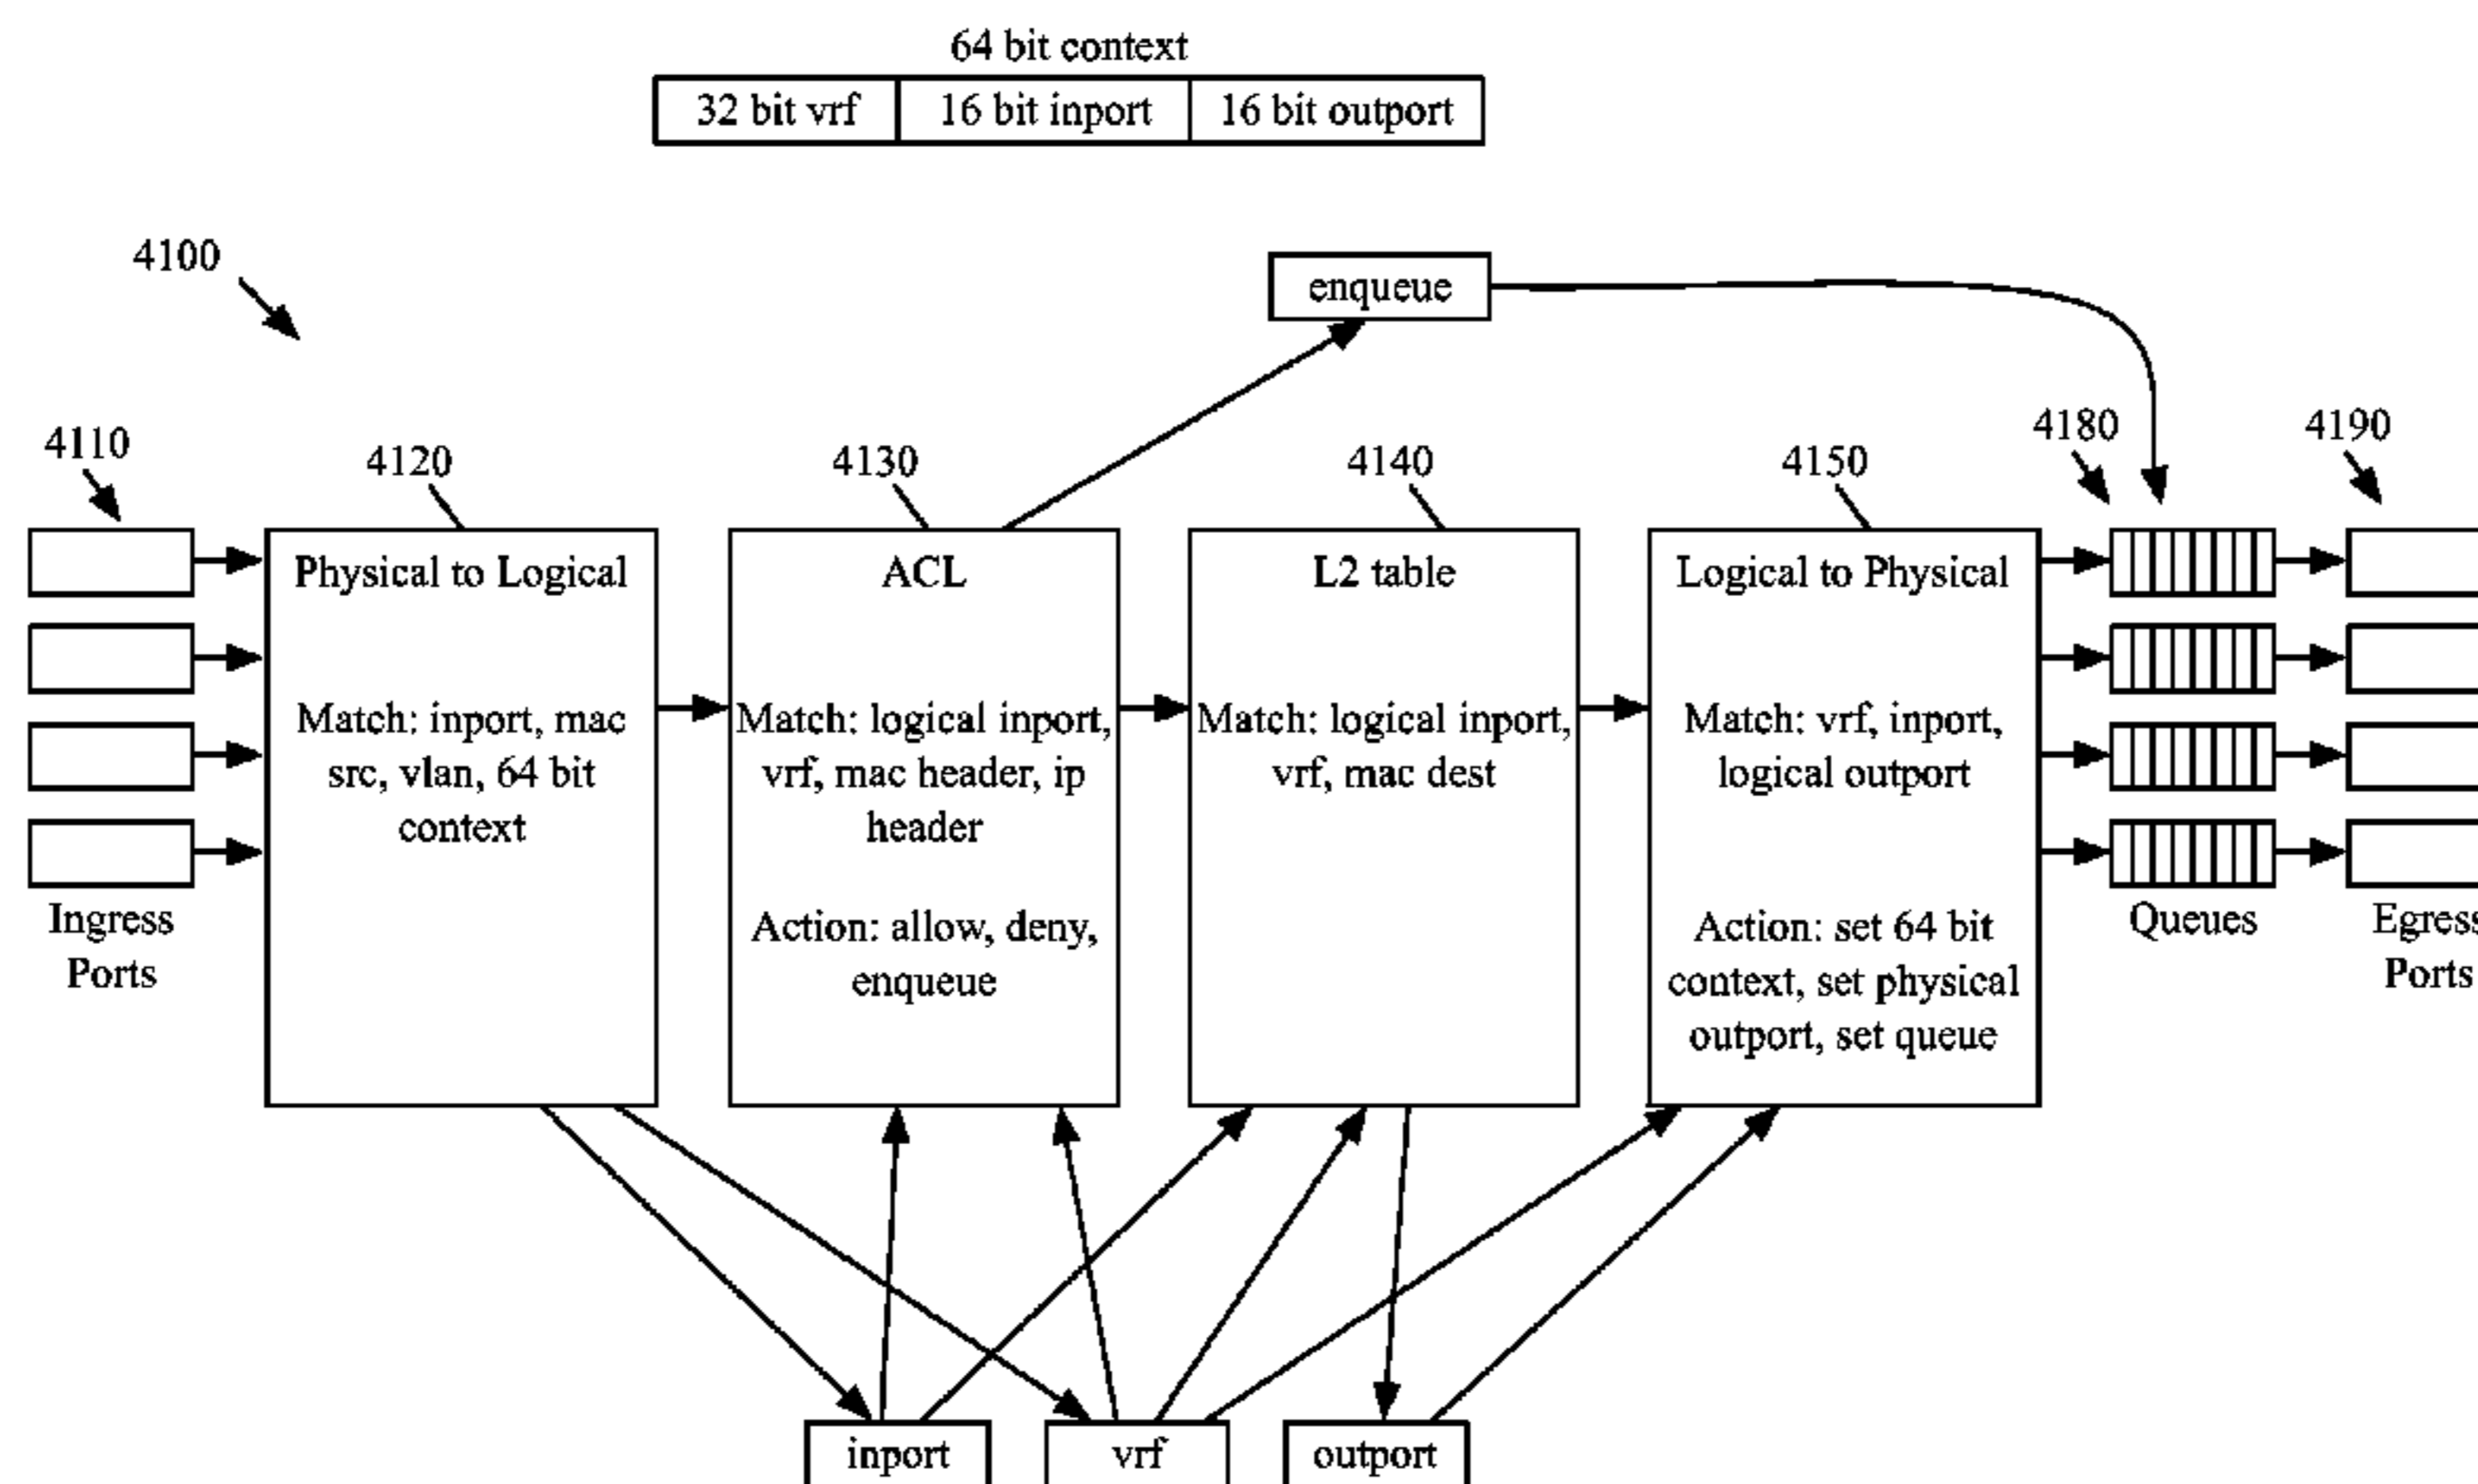 64 bit context
32 bit vrf
16 bit inport
16 bit outport
4100
enqueue
4110
4120
4130
4140
4150
4180
4190
Physical to Logical
Match: inport, mac
src, vlan, 64 bit
context
ACL
Match: logical inport,
vrf, mac header, ip
header
Action: allow, deny,
enqueue
L2 table
Match: logical inport,
vrf, mac dest
Logical to Physical
Match: vrf, inport,
logical outport
Action: set 64 bit
context, set physical
outport, set queue
Ingress
Ports
Queues
Egress
Ports
inport
vrf
outport